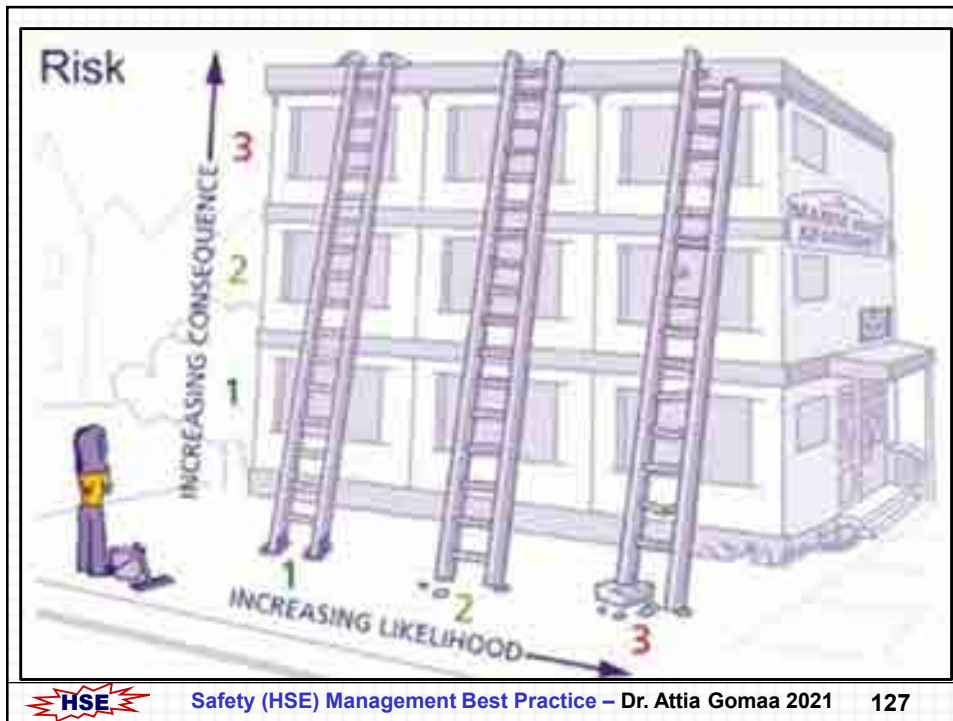 Risk
INCREASING CONSEQUENCE
3
2
1
1
2
3
INCREASING LIKELIHOOD
HSE
Safety (HSE) Management Best Practice – Dr. Attia Gomaa 2021 127